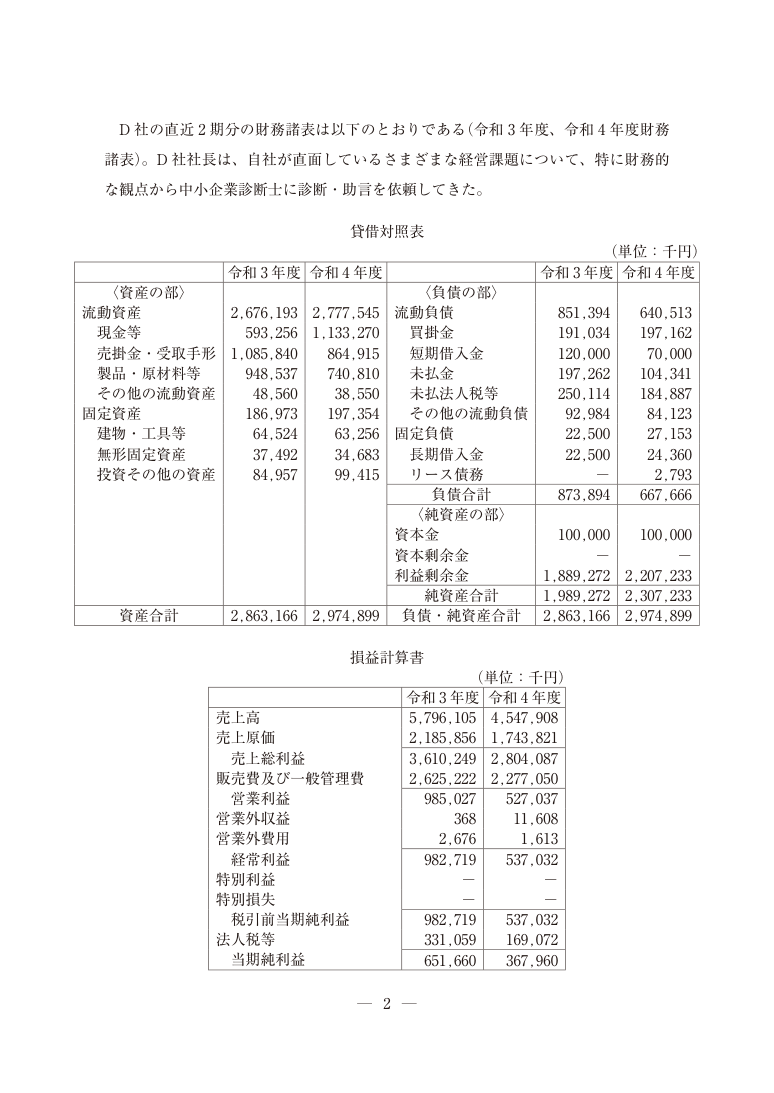 D社の直近2期分の財務諸表は以下のとおりである(令和3年度、令和4年度財務
諸表)。D社社長は、自社が直面しているさまざまな経営課題について、特に財務的
な観点から中小企業診断士に診断・助言を依頼してきた。
貸借対照表
(単位：千円)
令和3年度 令和4年度 令和3年度 令和4年度
〈資産の部〉 〈負債の部〉
流動資産 2,676,193 2,777,545 流動負債 851,394 640,513
現金等 593,256 1,133,270 買掛金 191,034 197,162
売掛金・受取手形 1,085,840 864,915 短期借入金 120,000 70,000
製品・原材料等 948,537 740,810 未払金 197,262 104,341
その他の流動資産 48,560 38,550 未払法人税等 250,114 184,887
固定資産 186,973 197,354 その他の流動負債 92,984 84,123
建物・工具等 64,524 63,256 固定負債 22,500 27,153
無形固定資産 37,492 34,683 長期借入金 22,500 24,360
投資その他の資産 84,957 99,415 リース債務 － 2,793
負債合計 873,894 667,666
〈純資産の部〉
資本金 100,000 100,000
資本剰余金 － －
利益剰余金 1,889,272 2,207,233
純資産合計 1,989,272 2,307,233
資産合計 2,863,166 2,974,899 負債・純資産合計 2,863,166 2,974,899
損益計算書
(単位：千円)
令和3年度 令和4年度
売上高 5,796,105 4,547,908
売上原価 2,185,856 1,743,821
売上総利益 3,610,249 2,804,087
販売費及び一般管理費 2,625,222 2,277,050
営業利益 985,027 527,037
営業外収益 368 11,608
営業外費用 2,676 1,613
経常利益 982,719 537,032
特別利益 － －
特別損失 － －
税引前当期純利益 982,719 537,032
法人税等 331,059 169,072
当期純利益 651,660 367,960
— 2 —